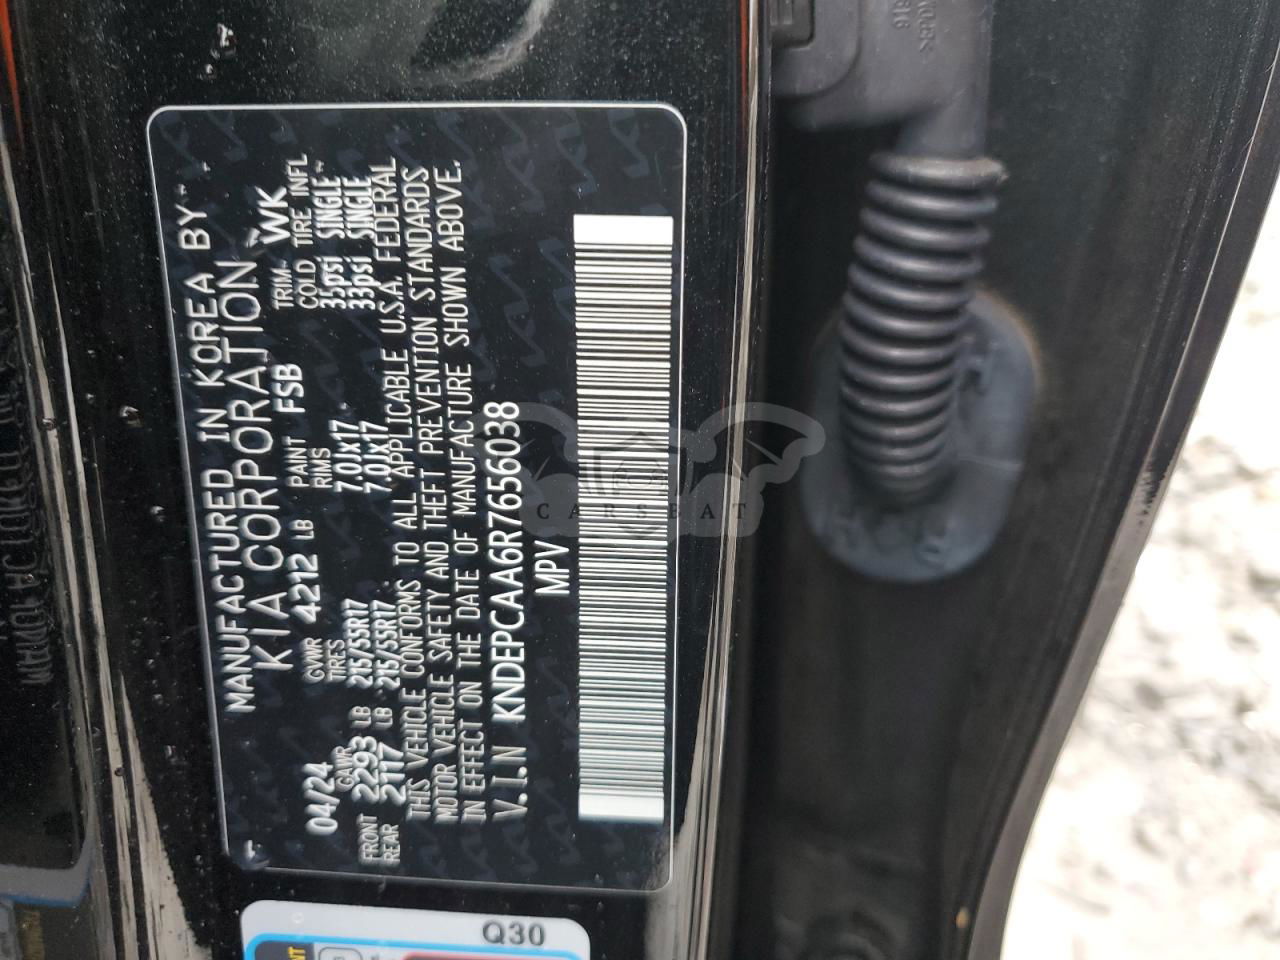 MANUFACTURED IN KOREA BY
KIA CORPORATION
04/24 GVWR 4212 LB PAINT FSB TRIM WK
GAWR TIRES RIMS COLD TIRE INFL
FRONT 2293 LB 215/55R17 7.0Jx17 35psi SINGLE
REAR 2117 LB 215/55R17 7.0Jx17 33psi SINGLE
THIS VEHICLE CONFORMS TO ALL APPLICABLE U.S.A. FEDERAL
MOTOR VEHICLE SAFETY AND THEFT PREVENTION STANDARDS
IN EFFECT ON THE DATE OF MANUFACTURE SHOWN ABOVE.
V.I.N KNDEPCAA6R7656038
MPV
Q30
CARSBAT